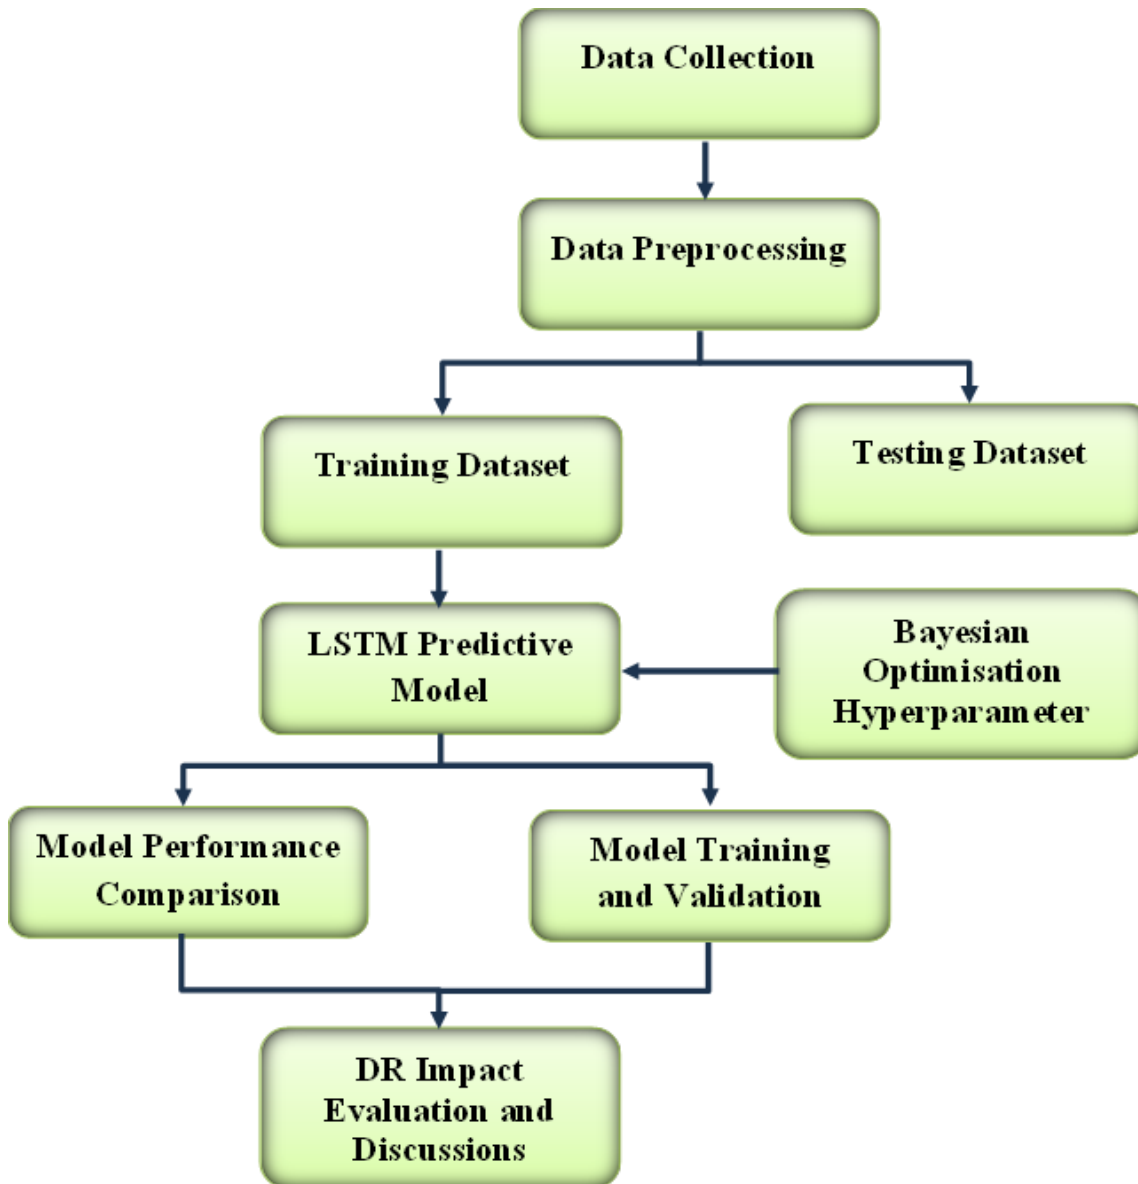 Data Collection
Data Preprocessing
Training Dataset
Testing Dataset
LSTM Predictive
Model
Bayesian
Optimisation
Hyperparameter
Model Performance
Comparison
Model Training
and Validation
DR Impact
Evaluation and
Discussions